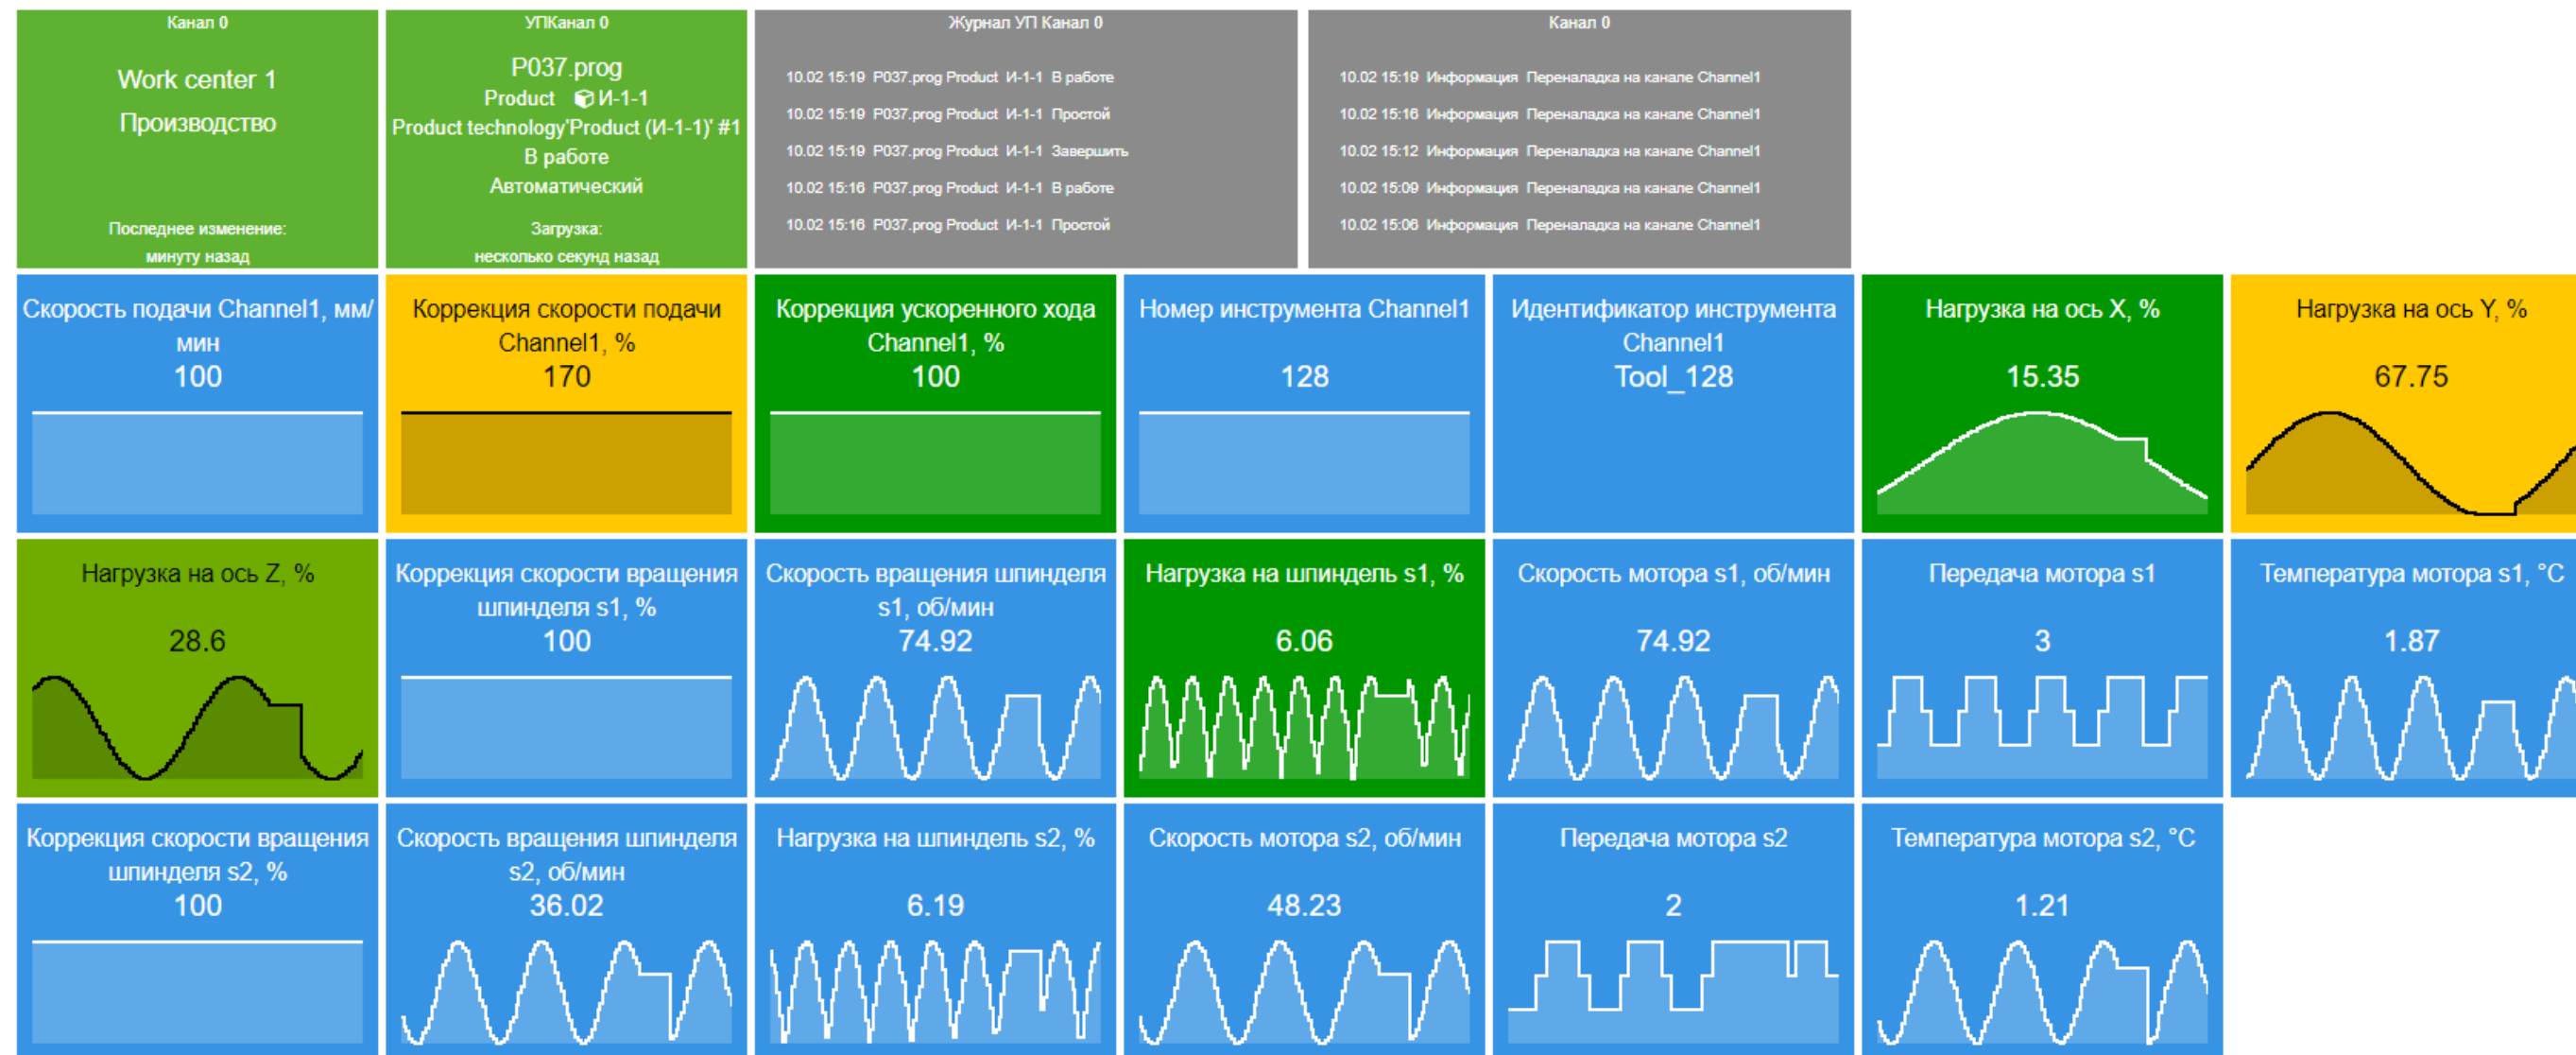 Канал 0
Work center 1
Производство
Последнее изменение:
минуту назад
УПКанал 0
P037.prog
Product И-1-1
Product technology'Product (И-1-1)' #1
В работе
Автоматический
Загрузка:
несколько секунд назад
Журнал УП Канал 0
10.02 15:19 P037.prog Product И-1-1 В работе
10.02 15:19 P037.prog Product И-1-1 Простой
10.02 15:19 P037.prog Product И-1-1 Завершить
10.02 15:16 P037.prog Product И-1-1 В работе
10.02 15:16 P037.prog Product И-1-1 Простой
Канал 0
10.02 15:19 Информация Переналадка на канале Channel1
10.02 15:16 Информация Переналадка на канале Channel1
10.02 15:12 Информация Переналадка на канале Channel1
10.02 15:09 Информация Переналадка на канале Channel1
10.02 15:06 Информация Переналадка на канале Channel1
Скорость подачи Channel1, мм/
мин
100
Коррекция скорости подачи
Channel1, %
170
Коррекция ускоренного хода
Channel1, %
100
Номер инструмента Channel1
128
Идентификатор инструмента
Channel1
Tool_128
Нагрузка на ось X, %
15.35
Нагрузка на ось Y, %
67.75
Нагрузка на ось Z, %
28.6
Коррекция скорости вращения
шпинделя s1, %
100
Скорость вращения шпинделя
s1, об/мин
74.92
Нагрузка на шпиндель s1, %
6.06
Скорость мотора s1, об/мин
74.92
Передача мотора s1
3
Температура мотора s1, °C
1.87
Коррекция скорости вращения
шпинделя s2, %
100
Скорость вращения шпинделя
s2, об/мин
36.02
Нагрузка на шпиндель s2, %
6.19
Скорость мотора s2, об/мин
48.23
Передача мотора s2
2
Температура мотора s2, °C
1.21